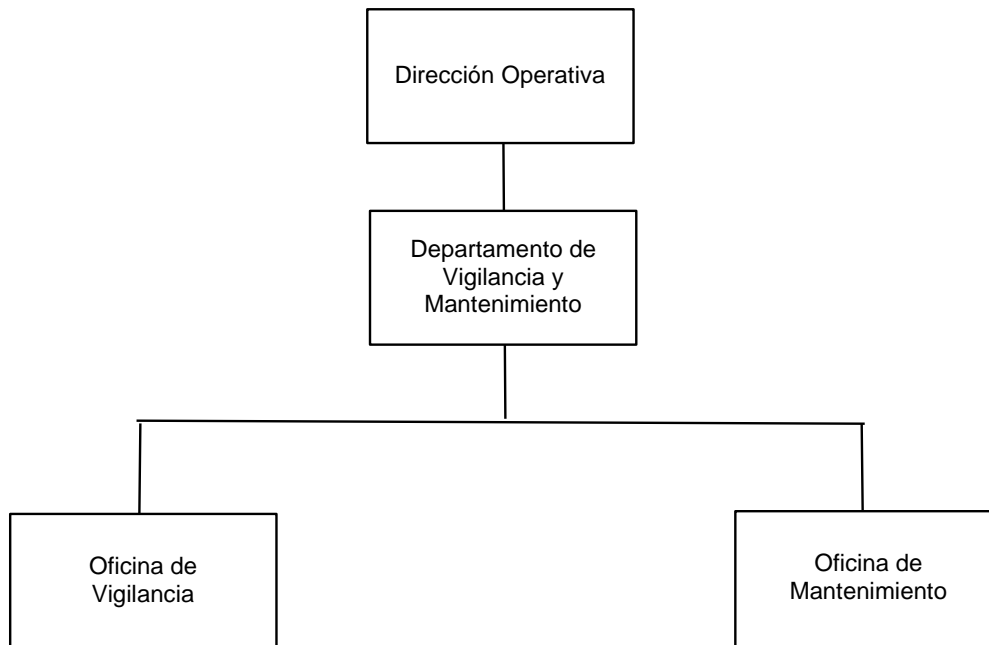 Dirección Operativa
Departamento de
Vigilancia y
Mantenimiento
Oficina de
Vigilancia
Oficina de
Mantenimiento